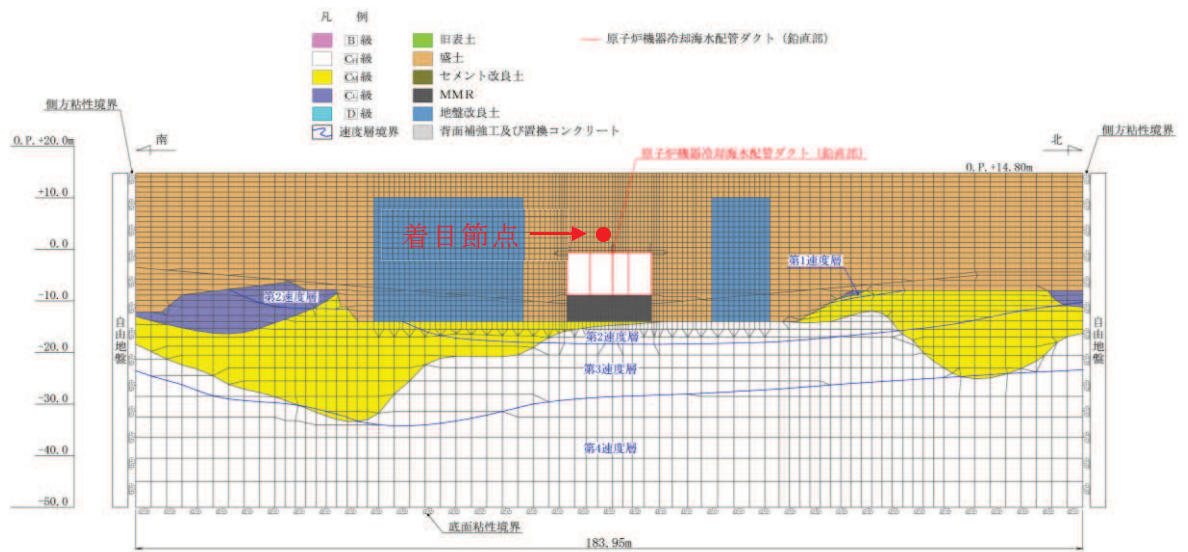 凡 例
B級
CH級
CM級
CL級
D級
速度層境界
旧表土
盛土
セメント改良土
MMR
地盤改良土
背面補強工及び置換コンクリート
原子炉機器冷却海水配管ダクト（鉛直部）
側方粘性境界
側方粘性境界
O.P.+20.0m
南
原子炉機器冷却海水配管ダクト（鉛直部）
北
O.P.+14.80m
+10.0
0.0
-10.0
-20.0
-30.0
-40.0
-50.0
着目節点
第1速度層
第2速度層
自由地盤
自由地盤
第2速度層
第3速度層
第4速度層
底面粘性境界
183.95m